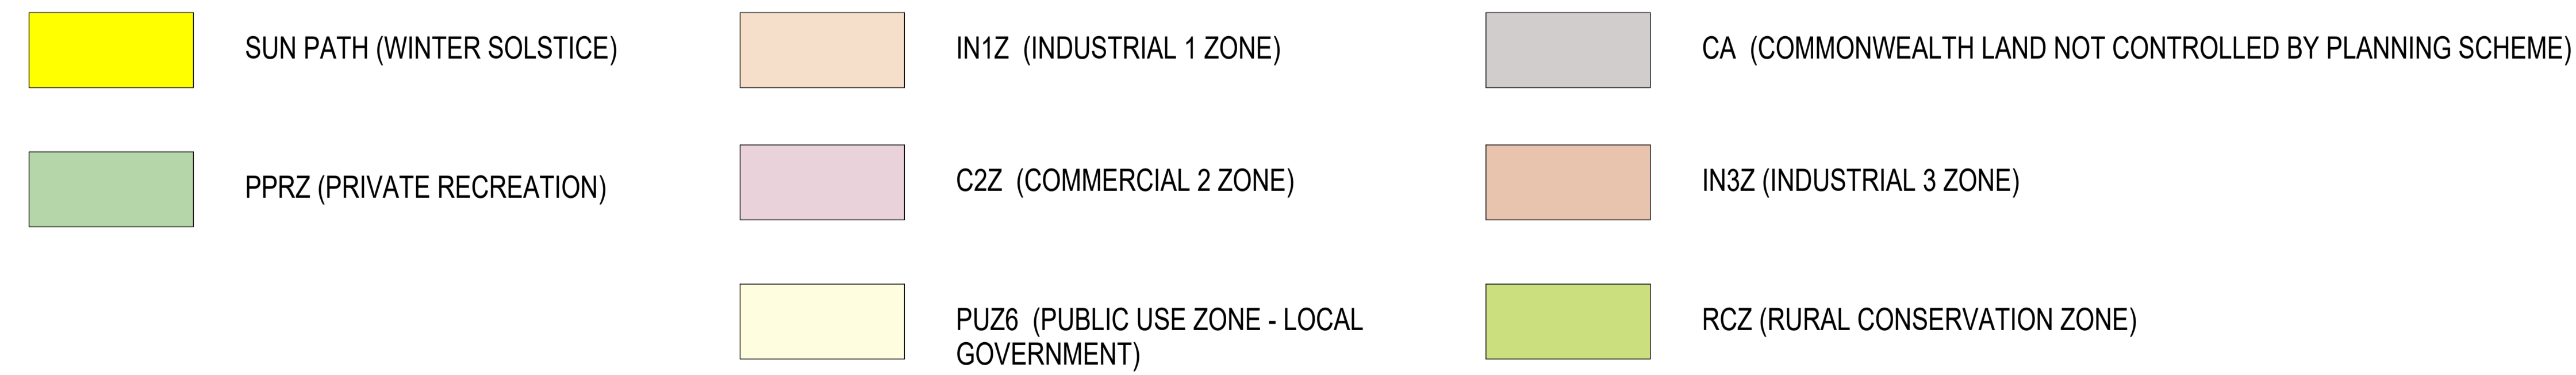 SUN PATH (WINTER SOLSTICE)
PPRZ (PRIVATE RECREATION)
IN1Z (INDUSTRIAL 1 ZONE)
C2Z (COMMERCIAL 2 ZONE)
PUZ6 (PUBLIC USE ZONE - LOCAL
GOVERNMENT)
CA (COMMONWEALTH LAND NOT CONTROLLED BY PLANNING SCHEME)
IN3Z (INDUSTRIAL 3 ZONE)
RCZ (RURAL CONSERVATION ZONE)